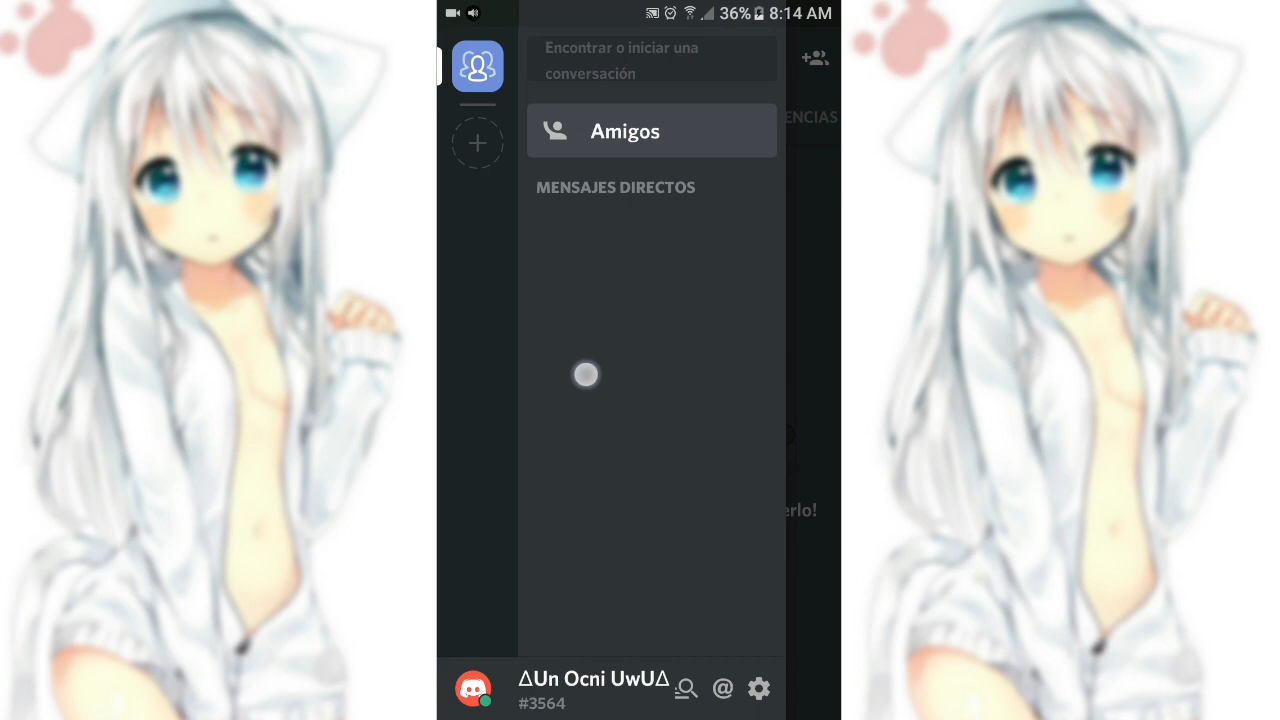 36% 8:14 AM
Encontrar o iniciar una
conversación
ENCIAS
Amigos
MENSAJES DIRECTOS
erlo!
ΔUn Ocni UwUΔ
#3564